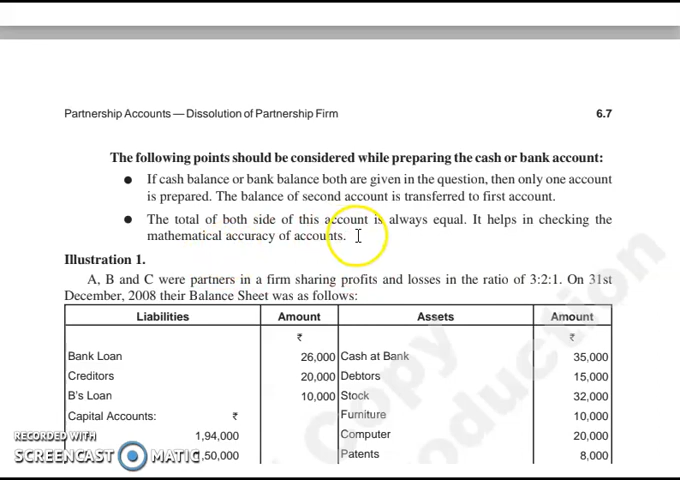 Partnership Accounts — Dissolution of Partnership Firm 6.7
The following points should be considered while preparing the cash or bank account:
● If cash balance or bank balance both are given in the question, then only one account
is prepared. The balance of second account is transferred to first account.
● The total of both side of this account is always equal. It helps in checking the
mathematical accuracy of accounts.
Illustration 1.
A, B and C were partners in a firm sharing profits and losses in the ratio of 3:2:1. On 31st
December, 2008 their Balance Sheet was as follows:
Liabilities Amount Assets Amount
₹ ₹
Bank Loan 26,000 Cash at Bank 35,000
Creditors 20,000 Debtors 15,000
B's Loan 10,000 Stock 32,000
Capital Accounts: ₹ Furniture 10,000
1,94,000 Computer 20,000
,50,000 Patents 8,000
RECORDED WITH
SCREENCAST MATIC
Copy